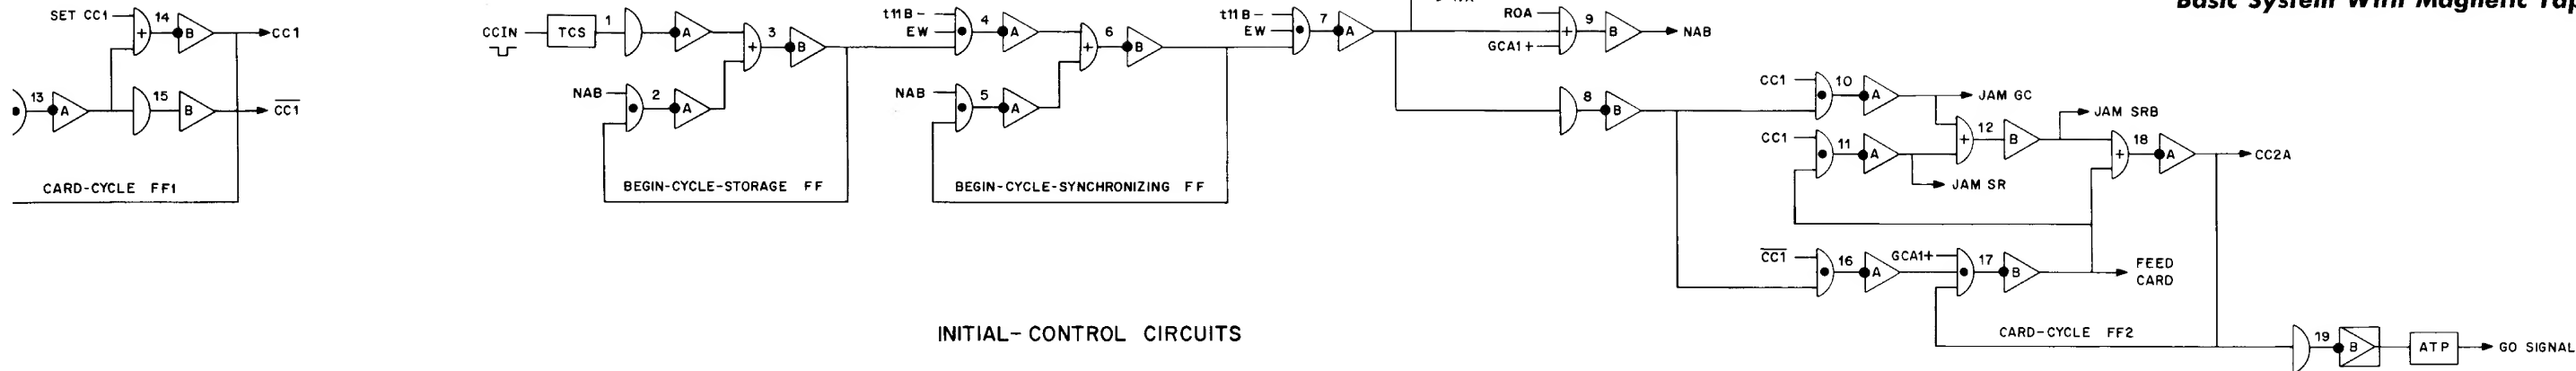 Basic System With Magnetic Tap
SET CC1
14
B
CC1
13
A
15
B
CC1
CARD-CYCLE FF1
CCIN
TCS
1
A
3
B
NAB
2
A
BEGIN-CYCLE-STORAGE FF
t11B-
EW
4
A
6
B
NAB
5
A
BEGIN-CYCLE-SYNCHRONIZING FF
t11B-
EW
7
A
ROA
GCA1+
9
B
NAB
8
B
CC1
10
A
JAM GC
CC1
11
A
JAM SR
12
B
JAM SRB
18
A
CC2A
CC1
16
A
GCA1+
17
B
FEED
CARD
CARD-CYCLE FF2
19
B
ATP
GO SIGNAL
INITIAL-CONTROL CIRCUITS